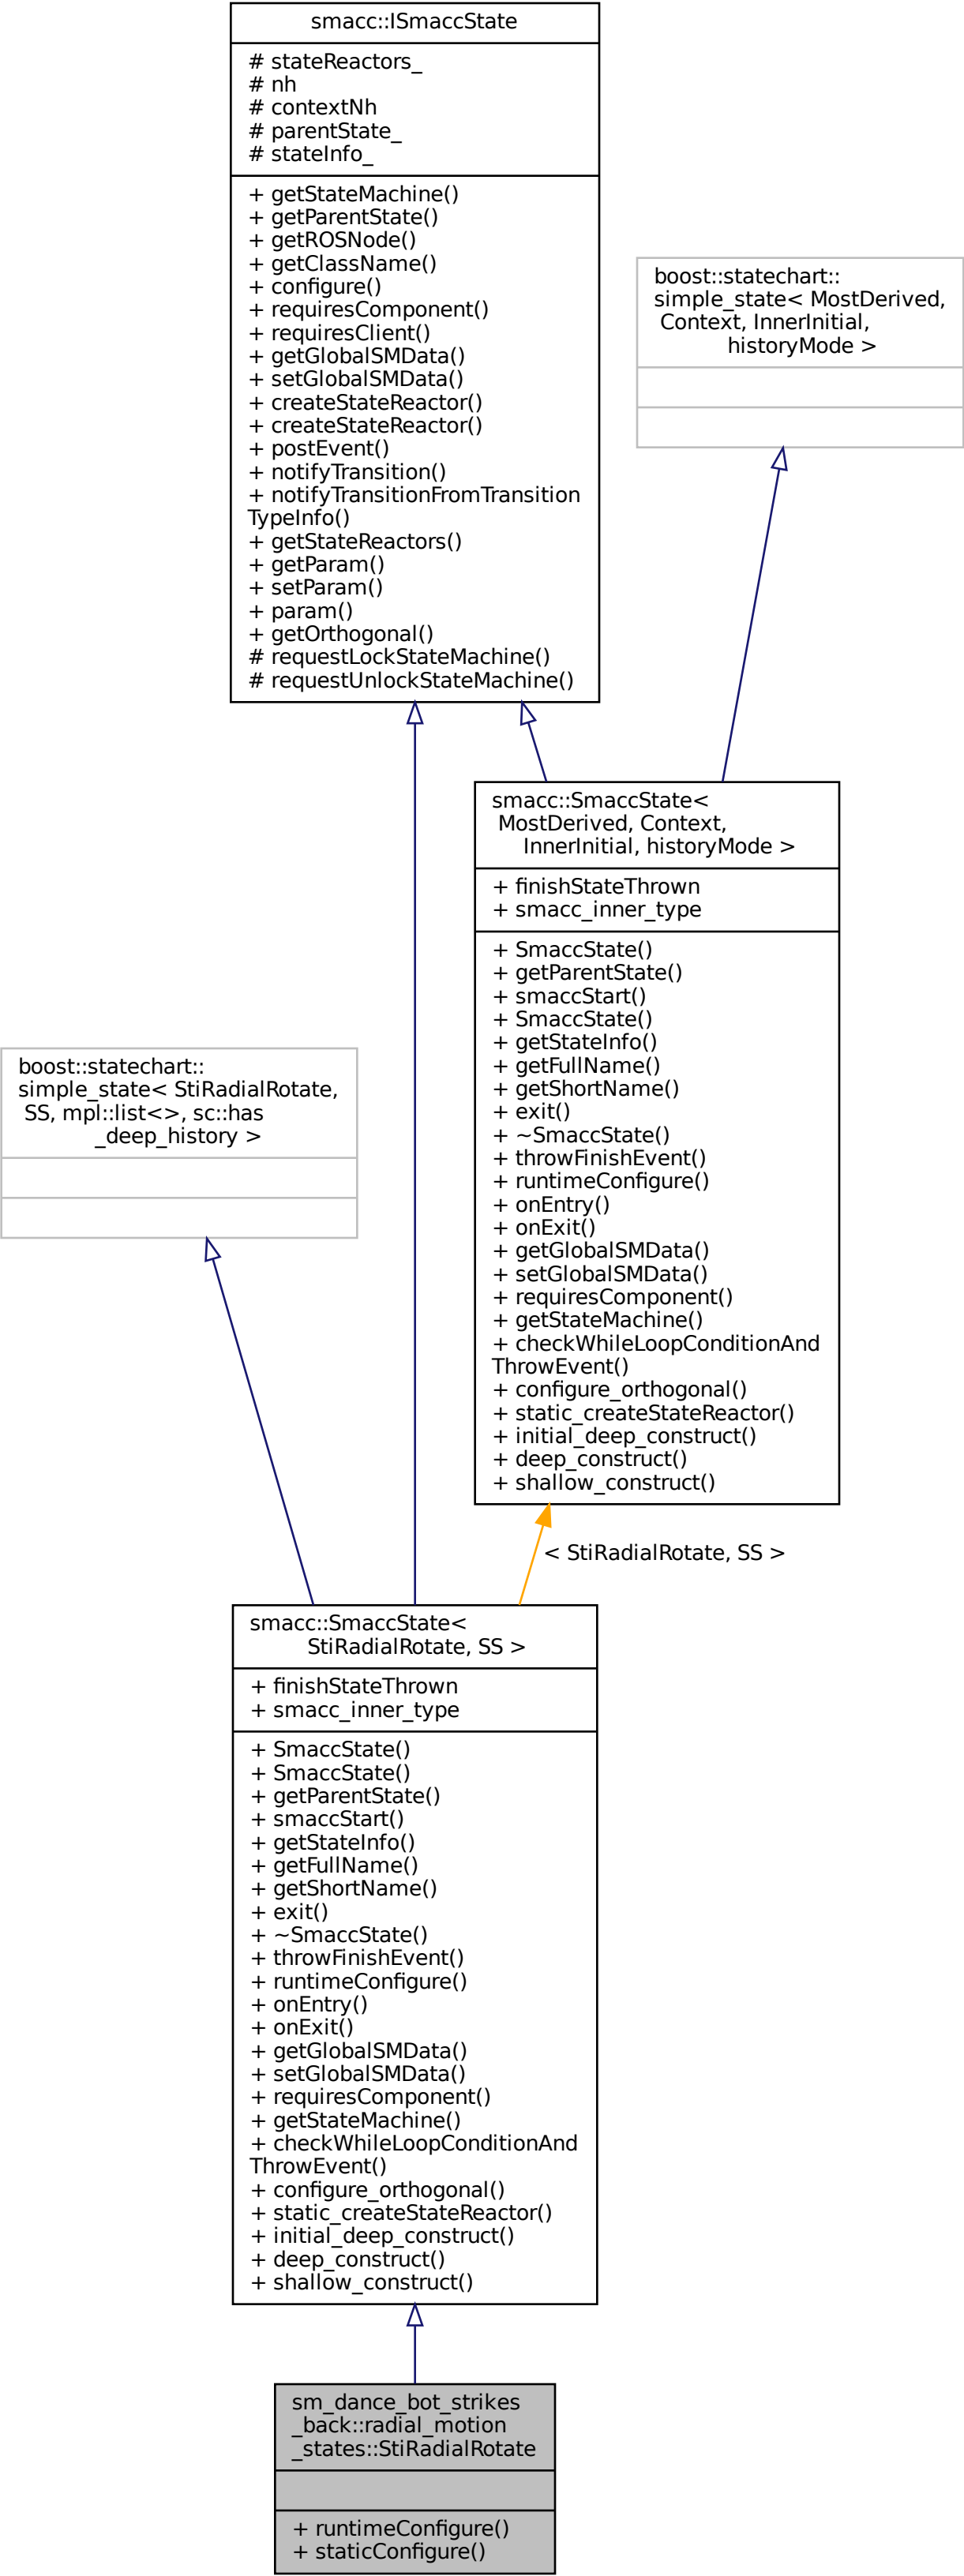 smacc::ISmaccState
# stateReactors_
# nh
# contextNh
# parentState_
# stateInfo_
+ getStateMachine()
+ getParentState()
+ getROSNode()
+ getClassName()
+ configure()
+ requiresComponent()
+ requiresClient()
+ getGlobalSMData()
+ setGlobalSMData()
+ createStateReactor()
+ createStateReactor()
+ postEvent()
+ notifyTransition()
+ notifyTransitionFromTransition
TypeInfo()
+ getStateReactors()
+ getParam()
+ setParam()
+ param()
+ getOrthogonal()
# requestLockStateMachine()
# requestUnlockStateMachine()
boost::statechart::
simple_state< MostDerived,
Context, InnerInitial,
historyMode >
smacc::SmaccState<
MostDerived, Context,
InnerInitial, historyMode >
+ finishStateThrown
+ smacc_inner_type
+ SmaccState()
+ getParentState()
+ smaccStart()
+ SmaccState()
+ getStateInfo()
+ getFullName()
+ getShortName()
+ exit()
+ ~SmaccState()
+ throwFinishEvent()
+ runtimeConfigure()
+ onEntry()
+ onExit()
+ getGlobalSMData()
+ setGlobalSMData()
+ requiresComponent()
+ getStateMachine()
+ checkWhileLoopConditionAnd
ThrowEvent()
+ configure_orthogonal()
+ static_createStateReactor()
+ initial_deep_construct()
+ deep_construct()
+ shallow_construct()
boost::statechart::
simple_state< StiRadialRotate,
SS, mpl::list<>, sc::has
_deep_history >
< StiRadialRotate, SS >
smacc::SmaccState<
StiRadialRotate, SS >
+ finishStateThrown
+ smacc_inner_type
+ SmaccState()
+ SmaccState()
+ getParentState()
+ smaccStart()
+ getStateInfo()
+ getFullName()
+ getShortName()
+ exit()
+ ~SmaccState()
+ throwFinishEvent()
+ runtimeConfigure()
+ onEntry()
+ onExit()
+ getGlobalSMData()
+ setGlobalSMData()
+ requiresComponent()
+ getStateMachine()
+ checkWhileLoopConditionAnd
ThrowEvent()
+ configure_orthogonal()
+ static_createStateReactor()
+ initial_deep_construct()
+ deep_construct()
+ shallow_construct()
sm_dance_bot_strikes
_back::radial_motion
_states::StiRadialRotate
+ runtimeConfigure()
+ staticConfigure()